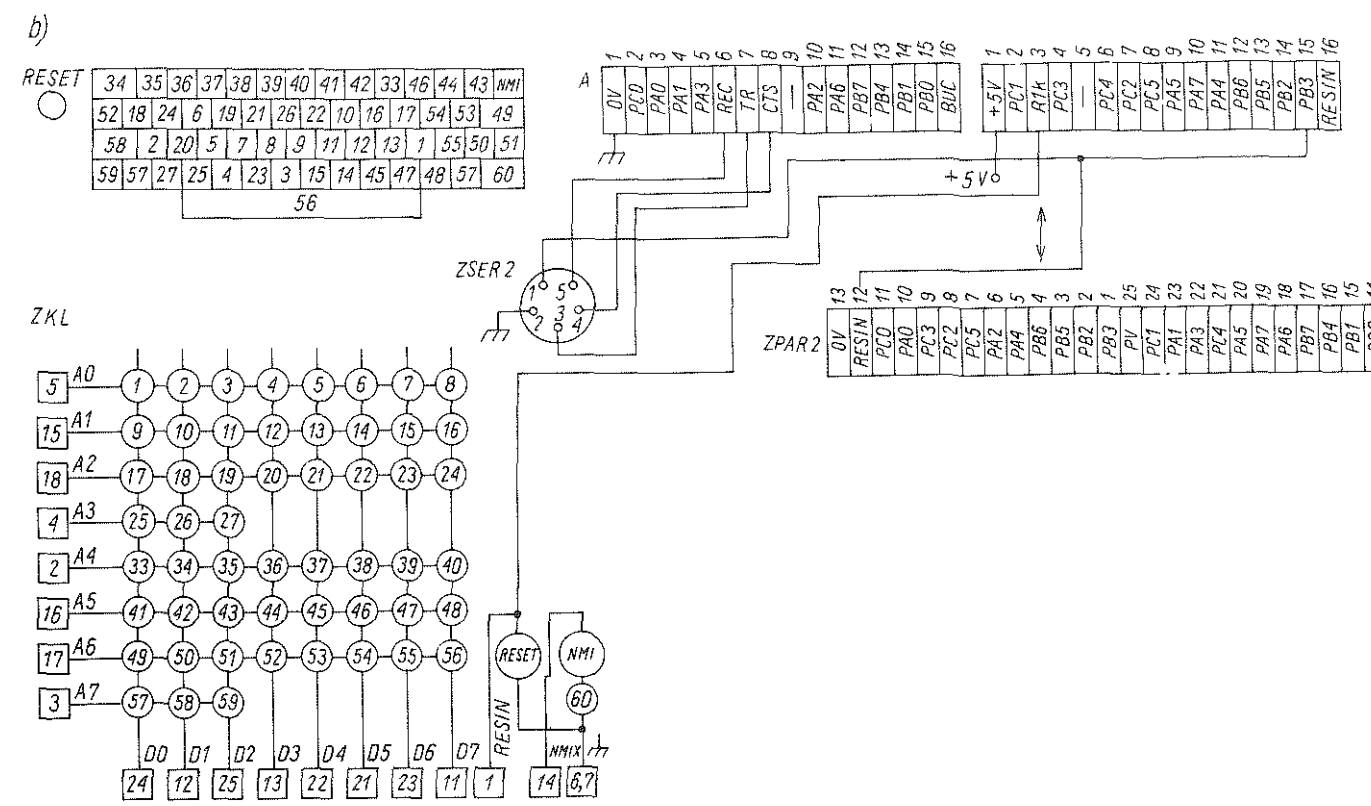 b)
RESET 34 35 36 37 38 39 40 41 42 33 46 44 43 NMI
52 18 24 6 19 21 26 22 10 16 17 54 53 49
58 2 20 5 7 8 9 11 12 13 1 55 50 51
59 57 27 25 4 23 3 15 14 45 47 48 57 60
56
1 2 3 4 5 6 7 8 9 10 11 12 13 14 15 16
A 0V PC0 PA0 PA1 PA3 REC TR CTS — PA2 PA6 PB7 PB4 PB1 PB0 BUC
1 2 3 4 5 6 7 8 9 10 11 12 13 14 15 16
+5V PC1 R1k PC3 — PC4 PC2 PC5 PA5 PA7 PA4 PB6 PB5 PB2 PB3 RESIN
+5V
ZSER 2
1 5 2 3 4
13 12 11 10 9 8 7 6 5 4 3 2 1 25 24 23 22 21 20 19 18 17 16 15
ZPAR2 0V RESIN PC0 PA0 PC3 PC2 PC5 PA2 PA4 PB6 PB5 PB2 PB3 PV PC1 PA1 PA3 PC4 PA5 PA7 PA6 PB7 PB4 PB1
ZKL
5 A0 1 2 3 4 5 6 7 8
15 A1 9 10 11 12 13 14 15 16
18 A2 17 18 19 20 21 22 23 24
4 A3 25 26 27
2 A4 33 34 35 36 37 38 39 40
16 A5 41 42 43 44 45 46 47 48
17 A6 49 50 51 52 53 54 55 56
RESET NMI
3 A7 57 58 59
60
D0 D1 D2 D3 D4 D5 D6 D7 RESIN NMIX
24 12 25 13 22 21 23 11 1 14 6,7